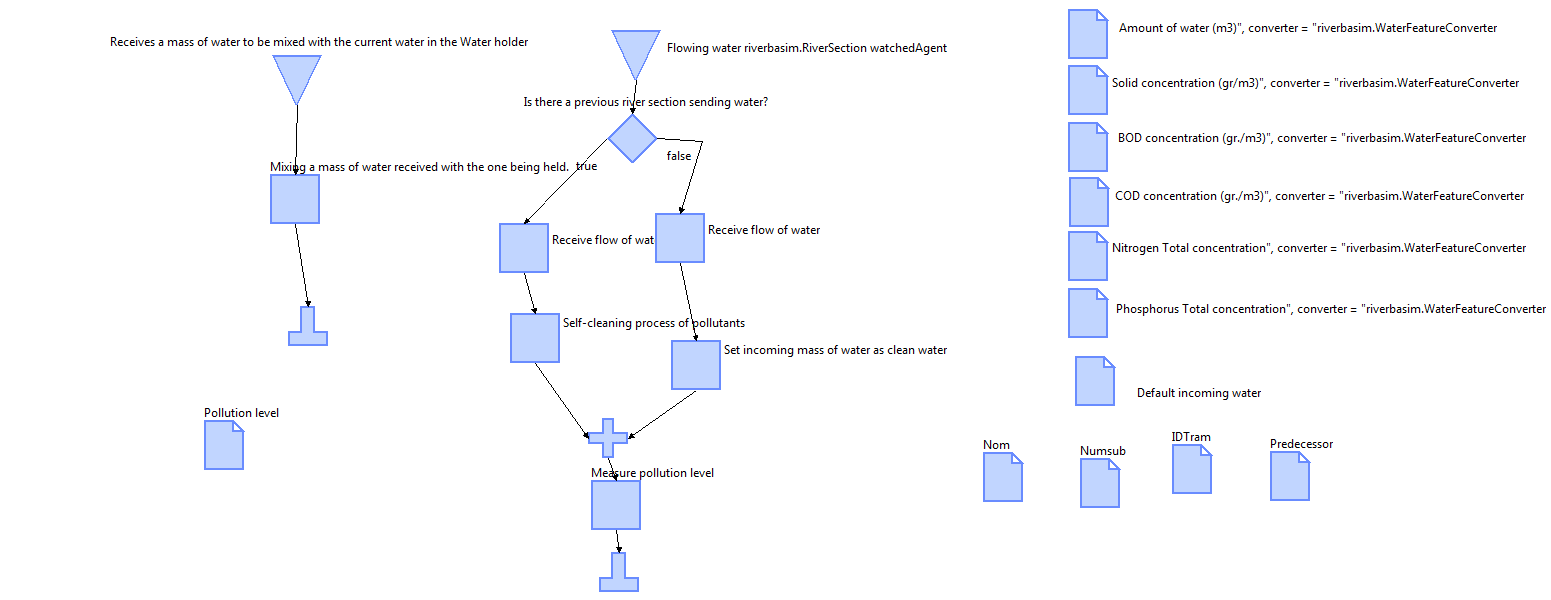 Receives a mass of water to be mixed with the current water in the Water holder
Flowing water riverbasim.RiverSection watchedAgent
Is there a previous river section sending water?
Mixing a mass of water received with the one being held.
true
false
Receive flow of wat
Receive flow of water
Self-cleaning process of pollutants
Set incoming mass of water as clean water
Pollution level
Measure pollution level
Amount of water (m3)", converter = "riverbasim.WaterFeatureConverter
Solid concentration (gr/m3)", converter = "riverbasim.WaterFeatureConverter
BOD concentration (gr./m3)", converter = "riverbasim.WaterFeatureConverter
COD concentration (gr./m3)", converter = "riverbasim.WaterFeatureConverter
Nitrogen Total concentration", converter = "riverbasim.WaterFeatureConverter
Phosphorus Total concentration", converter = "riverbasim.WaterFeatureConverter
Default incoming water
Nom
Numsub
IDTram
Predecessor